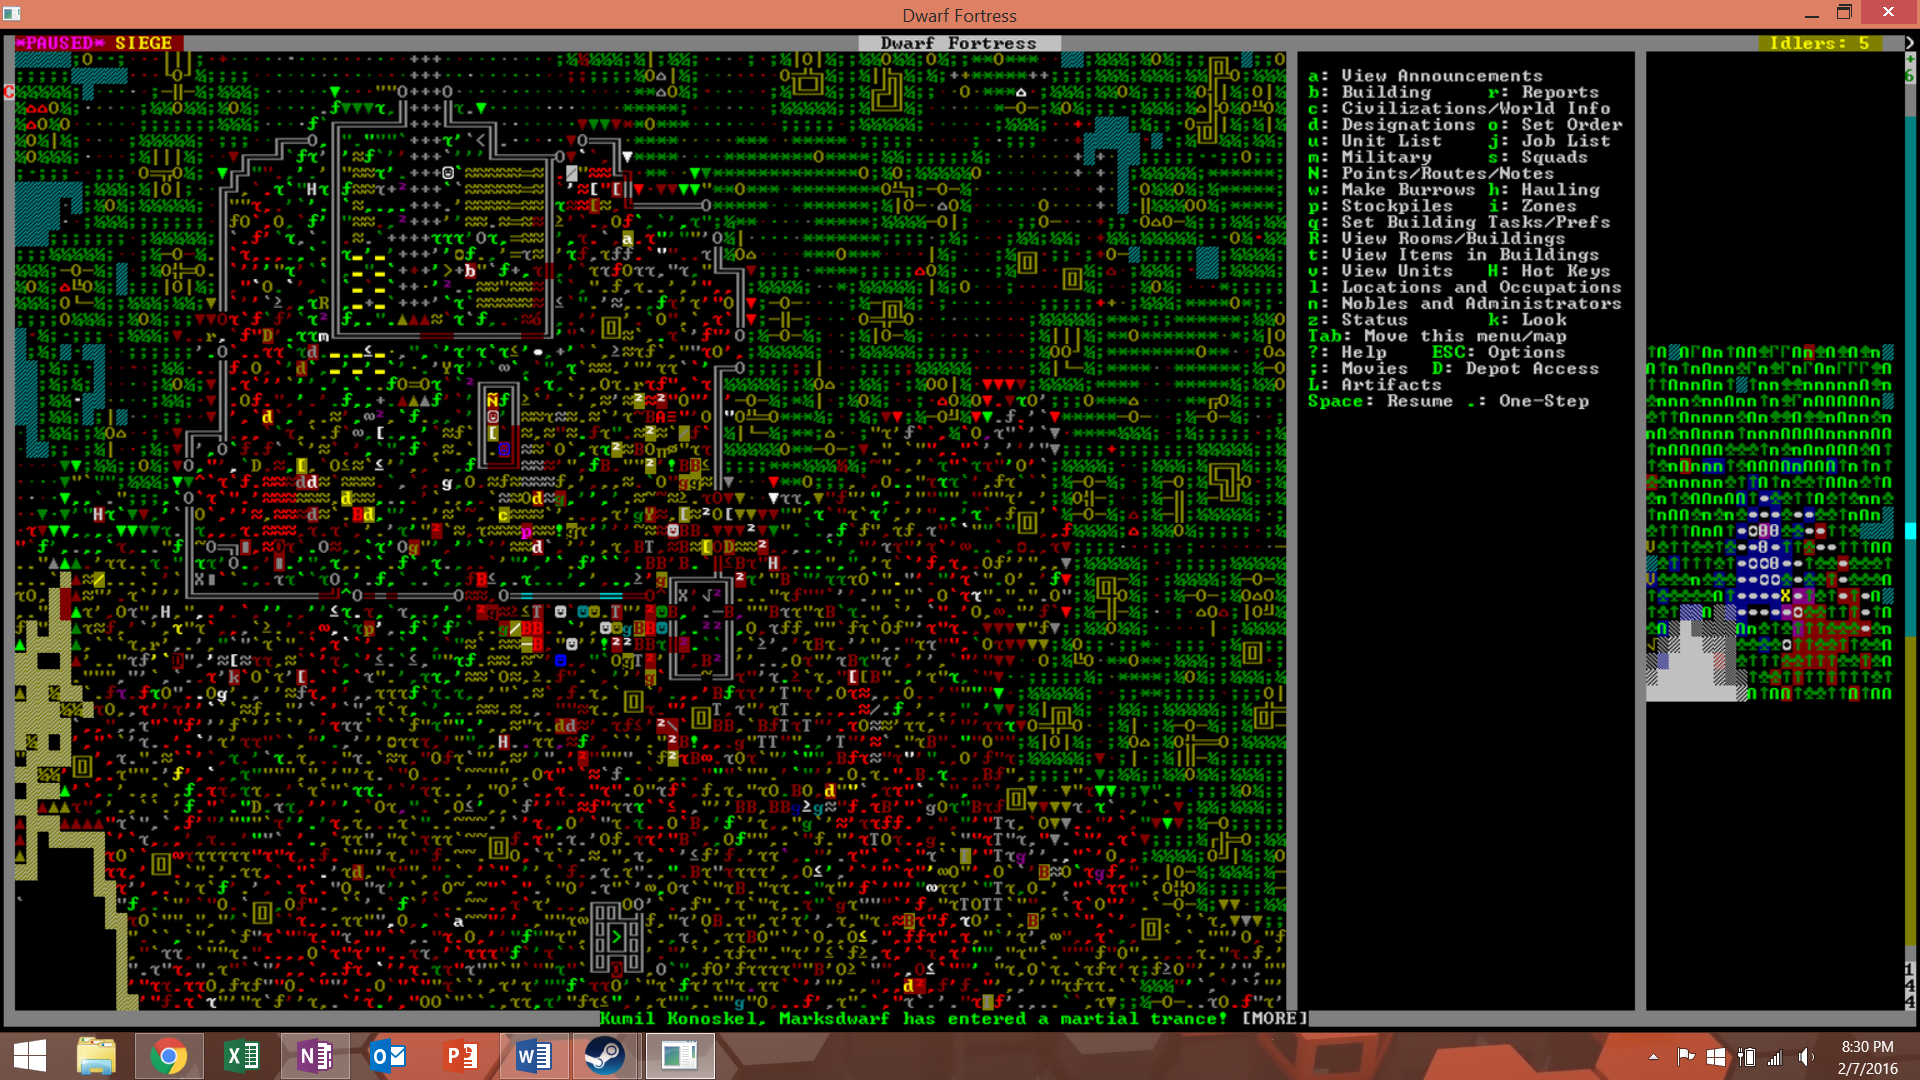 Dwarf Fortress
*PAUSED* SIEGE
Dwarf Fortress
Idlers: 5
a: View Announcements
b: Building r: Reports
c: Civilizations/World Info
d: Designations o: Set Order
u: Unit List j: Job List
m: Military s: Squads
N: Points/Routes/Notes
w: Make Burrows h: Hauling
p: Stockpiles i: Zones
q: Set Building Tasks/Prefs
R: View Rooms/Buildings
t: View Items in Buildings
v: View Units H: Hot Keys
l: Locations and Occupations
n: Nobles and Administrators
z: Status k: Look
Tab: Move this menu/map
?: Help ESC: Options
;: Movies D: Depot Access
L: Artifacts
Space: Resume .: One-Step
Kumil Konoskel, Marksdwarf has entered a martial trance! [MORE]
8:30 PM
2/7/2016